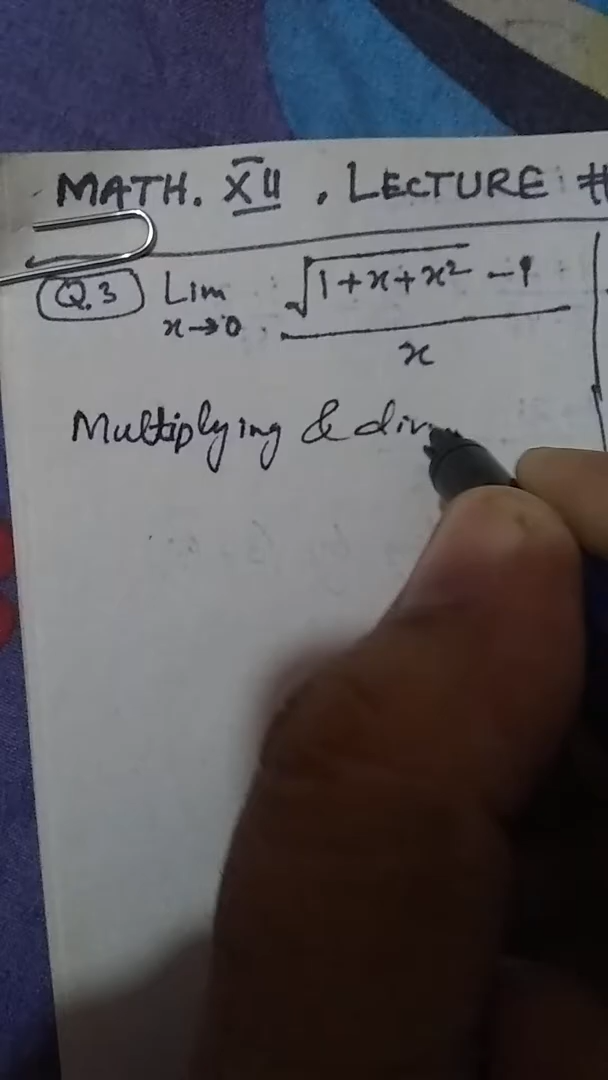 MATH. XII . LECTURE #
Q.3 Lim x→0 √1+x+x² -1
x
Multiplying & div